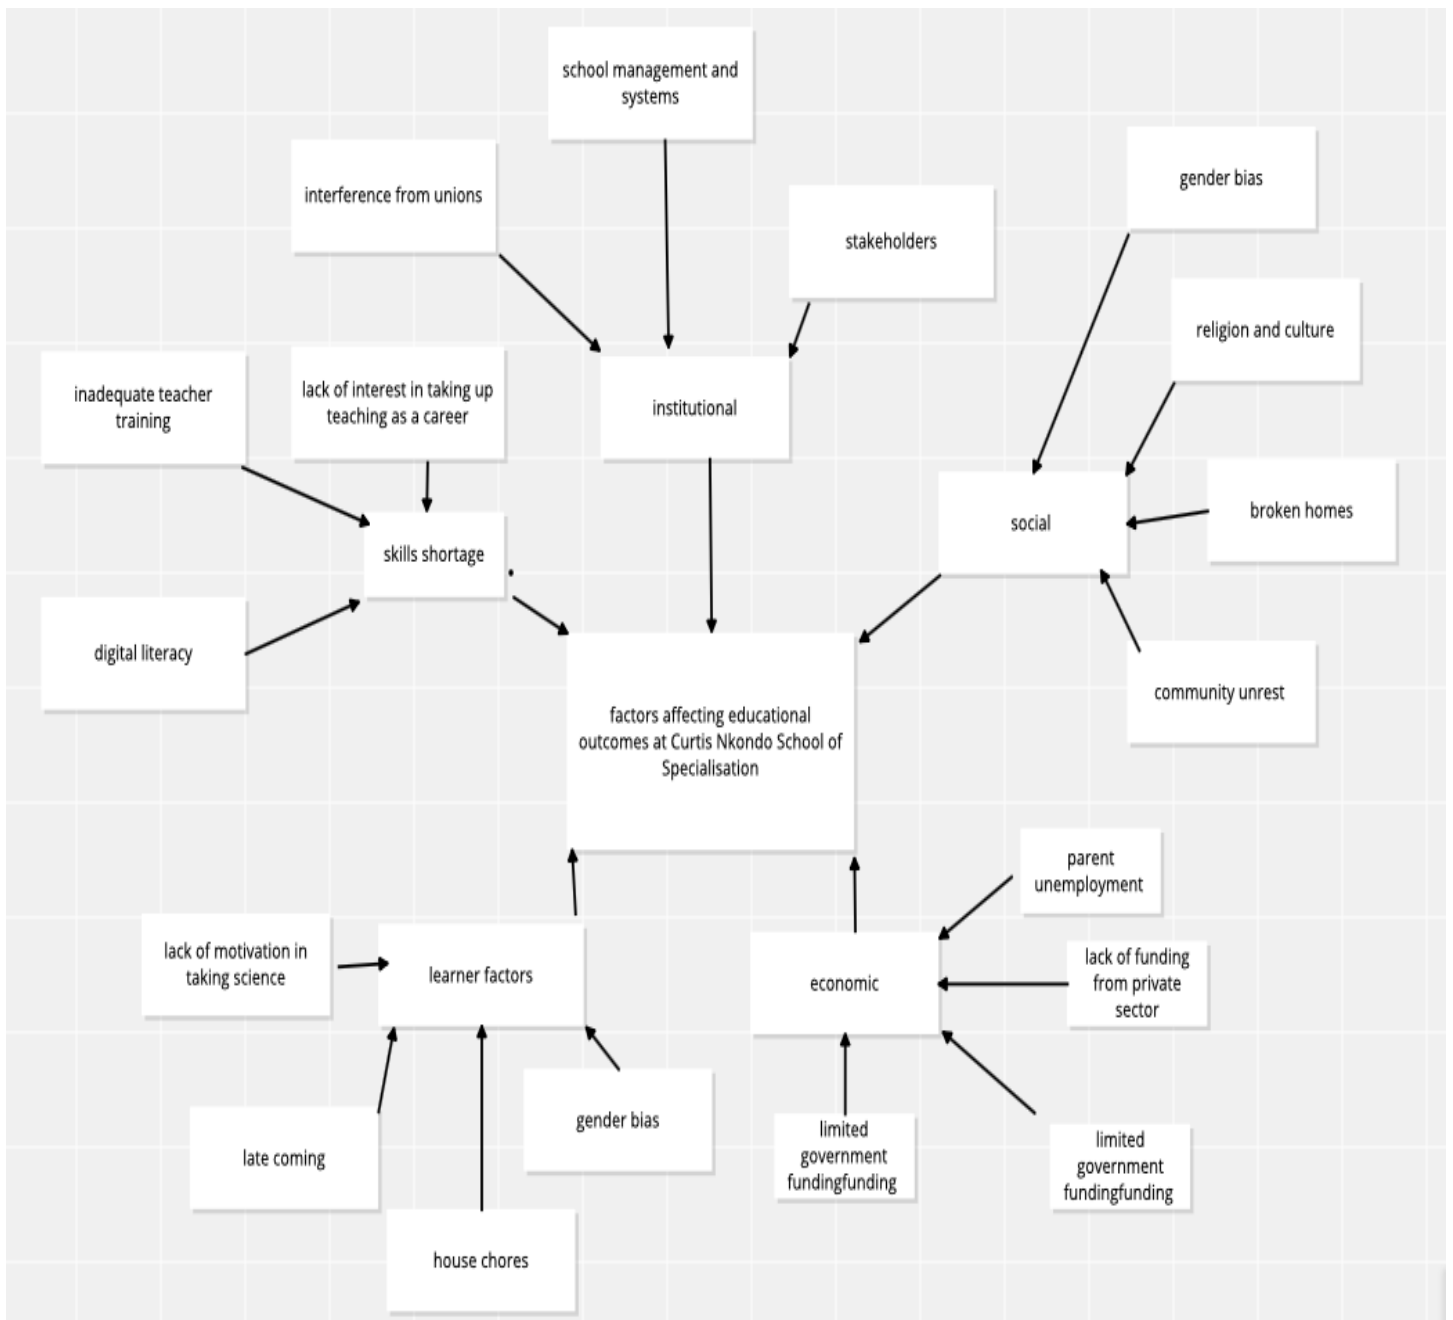 school management and
systems
interference from unions
stakeholders
gender bias
religion and culture
inadequate teacher
training
lack of interest in taking up
teaching as a career
institutional
social
broken homes
skills shortage
digital literacy
community unrest
factors affecting educational
outcomes at Curtis Nkondo School of
Specialisation
parent
unemployment
lack of motivation in
taking science
learner factors
economic
lack of funding
from private
sector
gender bias
late coming
limited
government
fundingfunding
limited
government
fundingfunding
house chores